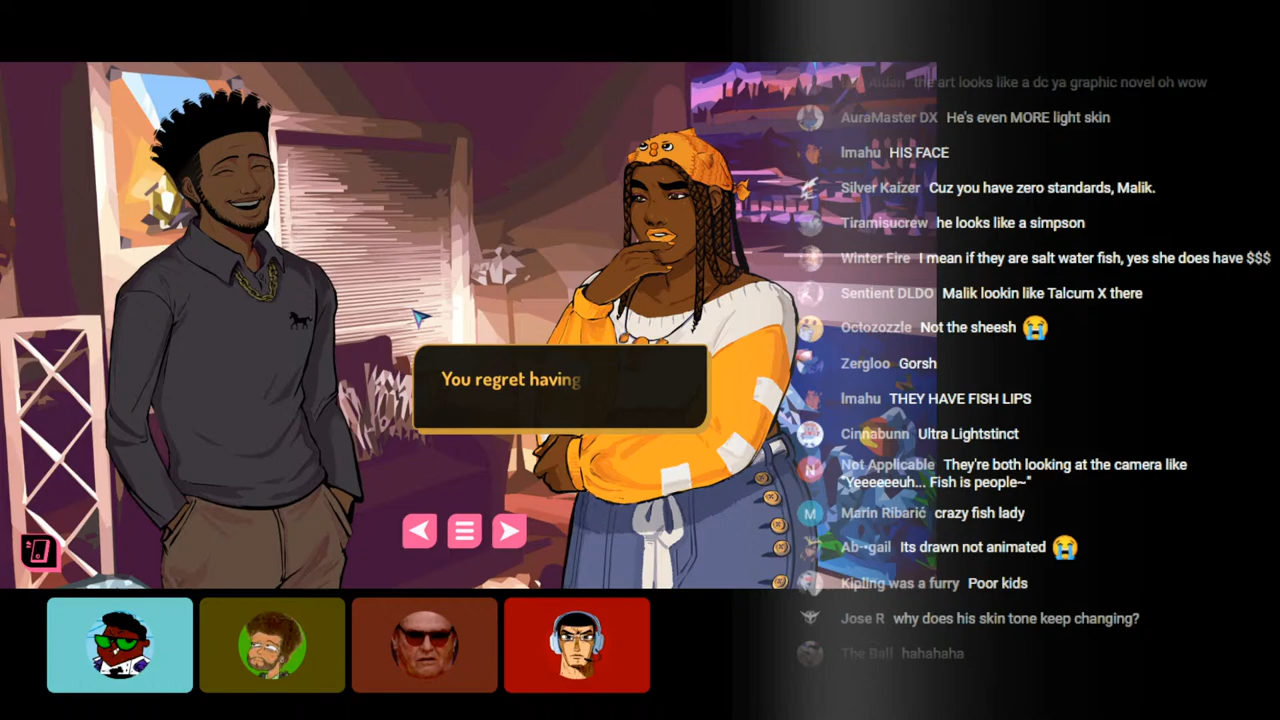 Aidan the art looks like a dc ya graphic novel oh wow
AuraMaster DX He's even MORE light skin
lmahu HIS FACE
Silver Kaizer Cuz you have zero standards, Malik.
Tiramisucrew he looks like a simpson
Winter Fire I mean if they are salt water fish, yes she does have $$$
Sentient DLDO Malik lookin like Talcum X there
Octozozzle Not the sheesh 😭
Zergloo Gorsh
lmahu THEY HAVE FISH LIPS
Cinnabunn Ultra Lightstinct
Not Applicable They're both looking at the camera like
"Yeeeeeuh... Fish is people~"
M Marin Ribarić crazy fish lady
Ab-•gail Its drawn not animated 😭
Kipling was a furry Poor kids
Jose R why does his skin tone keep changing?
The Ball hahahaha
You regret having
N